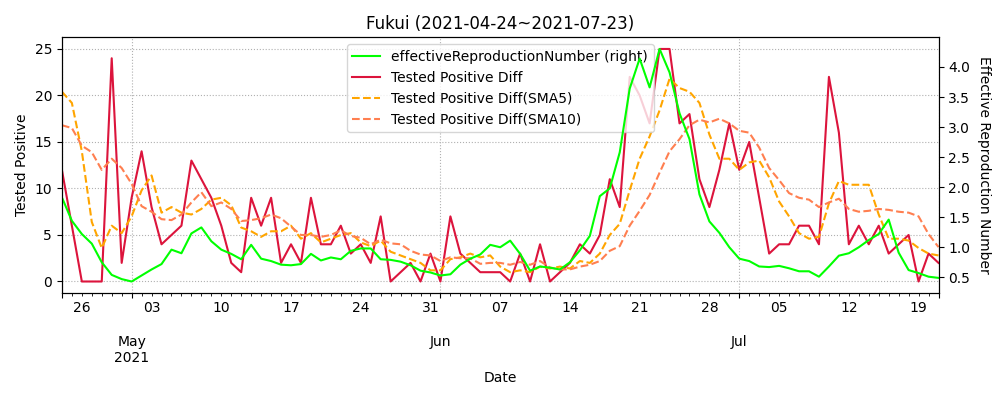 Fukui (2021-04-24~2021-07-23)
effectiveReproductionNumber (right)
Tested Positive Diff
Tested Positive Diff(SMA5)
Tested Positive Diff(SMA10)
Tested Positive
25
20
15
10
5
0
4.0
3.5
3.0
2.5
2.0
1.5
1.0
0.5
Effective Reproduction Number
26 03 10 17 24 31 07 14 21 28 05 12 19
May Jun Jul
2021
Date